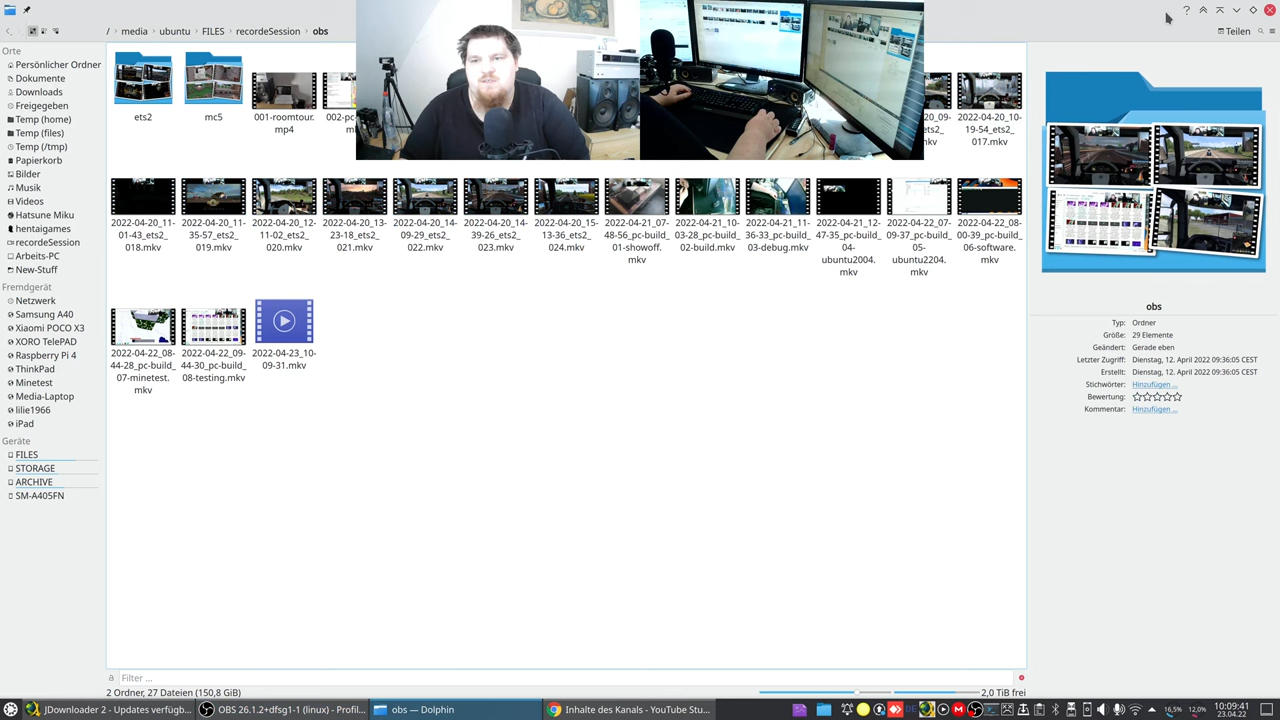 media › ubuntu › FILES › recordeSession › obs
Teilen
Orte
Persönlicher Ordner
Dokumente
Downloads
Freigegeben
Temp (home)
Temp (files)
Temp (/tmp)
Papierkorb
Bilder
Musik
Videos
Hatsune Miku
linux-games
recordeSession
Arbeits-PC
New-Stuff
Fremdgerät
Netzwerk
Samsung A40
Xiaomi POCO X3
XORO TelePAD
Raspberry Pi 4
ThinkPad
Minetest
Media-Laptop
lilie1966
iPad
Geräte
FILES
STORAGE
ARCHIVE
SM-A405FN
ets2
mc5
001-roomtour.
mp4
002-pc-
2022-04-20_10-
19-54_ets2_
017.mkv
2022-04-20_11-
01-43_ets2_
018.mkv
2022-04-20_11-
35-57_ets2_
019.mkv
2022-04-20_12-
11-02_ets2_
020.mkv
2022-04-20_13-
23-18_ets2_
021.mkv
2022-04-20_14-
09-29_ets2_
022.mkv
2022-04-20_14-
39-26_ets2_
023.mkv
2022-04-20_15-
13-36_ets2_
024.mkv
2022-04-21_07-
48-56_pc-build_
01-showoff.
mkv
2022-04-21_10-
03-28_pc-build_
02-build.mkv
2022-04-21_11-
36-33_pc-build_
03-debug.mkv
2022-04-21_12-
47-35_pc-build_
04-
ubuntu2004.
mkv
2022-04-22_07-
09-37_pc-build_
05-
ubuntu2204.
mkv
2022-04-22_08-
00-39_pc-build_
06-software.
mkv
2022-04-22_08-
44-28_pc-build_
07-minetest.
mkv
2022-04-22_09-
44-30_pc-build_
08-testing.mkv
2022-04-23_10-
09-31.mkv
obs
Typ: Ordner
Größe: 29 Elemente
Geändert: Gerade eben
Letzter Zugriff: Dienstag, 12. April 2022 09:36:05 CEST
Erstellt: Dienstag, 12. April 2022 09:36:05 CEST
Stichwörter: Hinzufügen ...
Bewertung:
Kommentar: Hinzufügen ...
Filter ...
2 Ordner, 27 Dateien (150,8 GiB)
2,0 TiB frei
JDownloader 2 - Updates verfügb...
OBS 26.1.2+dfsg1-1 (linux) - Profil...
obs — Dolphin
Inhalte des Kanals - YouTube Stu...
DE
16,5%
12,0%
10:09:41
23.04.22